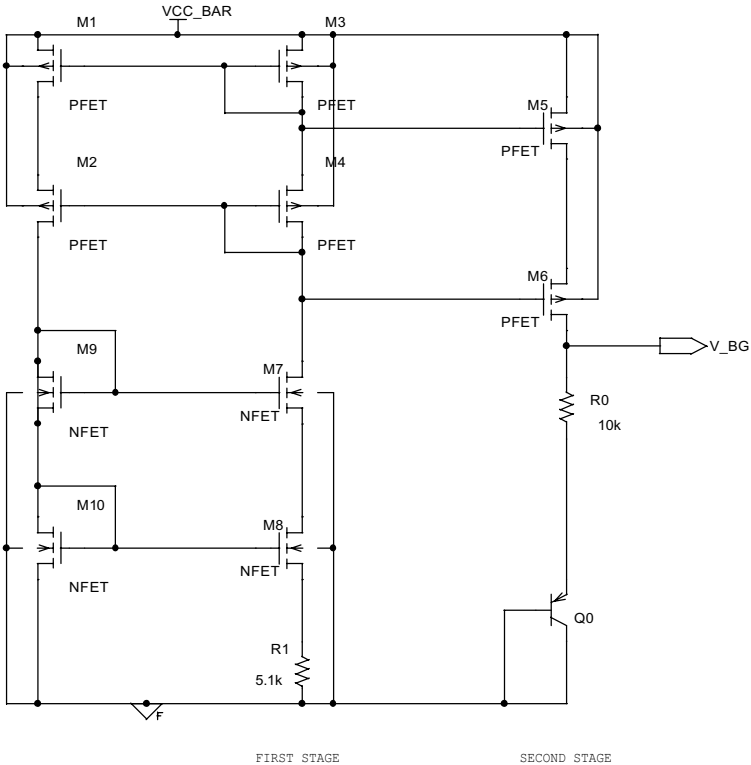 VCC_BAR
M1
M3
PFET
PFET
M5
PFET
M2
M4
PFET
PFET
M6
PFET
V_BG
M9
M7
NFET
NFET
R0
10k
M10
M8
NFET
NFET
Q0
R1
5.1k
F
FIRST STAGE
SECOND STAGE